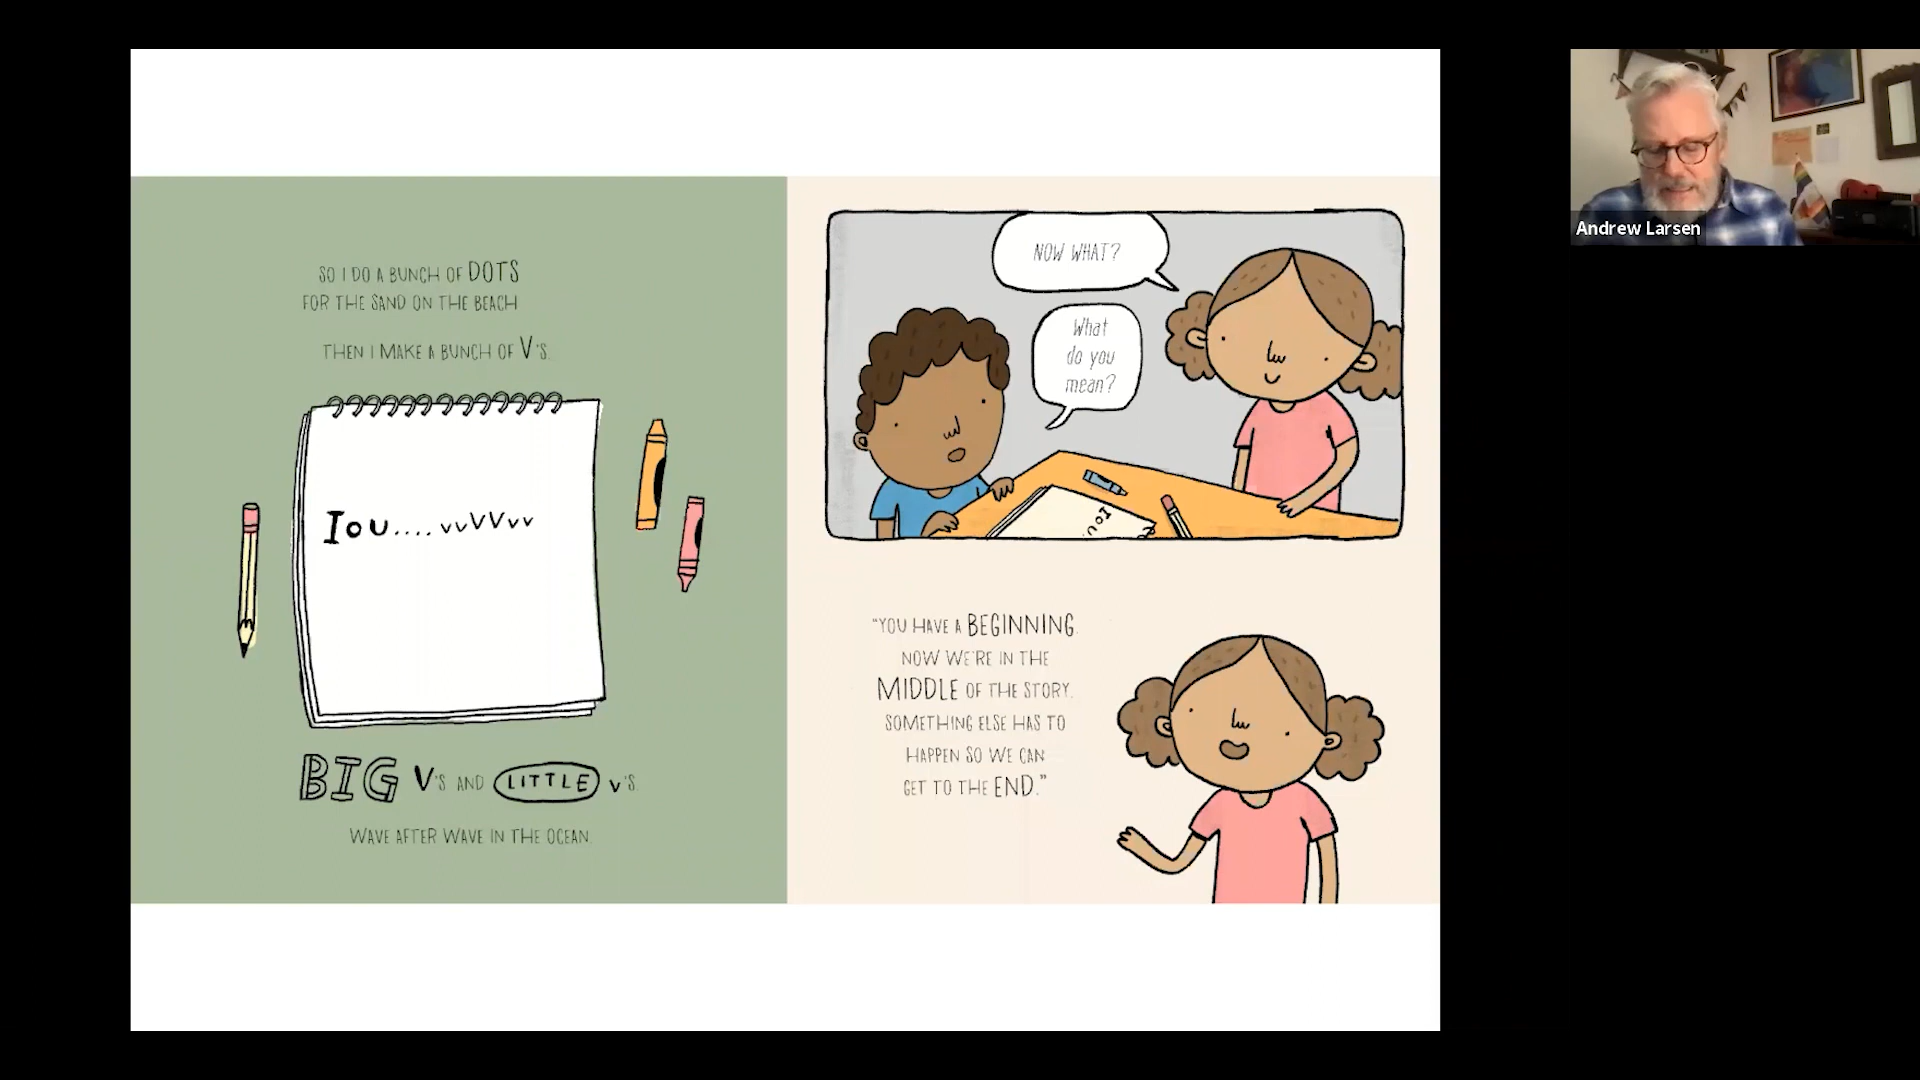 SO I DO A BUNCH OF DOTS
FOR THE SAND ON THE BEACH
THEN I MAKE A BUNCH OF V'S.
IOU....vvVVvv
BIG V'S AND LITTLE v'S.
WAVE AFTER WAVE IN THE OCEAN.
NOW WHAT?
What
do you
mean?
IOU
"YOU HAVE A BEGINNING.
NOW WE'RE IN THE
MIDDLE OF THE STORY.
SOMETHING ELSE HAS TO
HAPPEN SO WE CAN
GET TO THE END."
Andrew Larsen